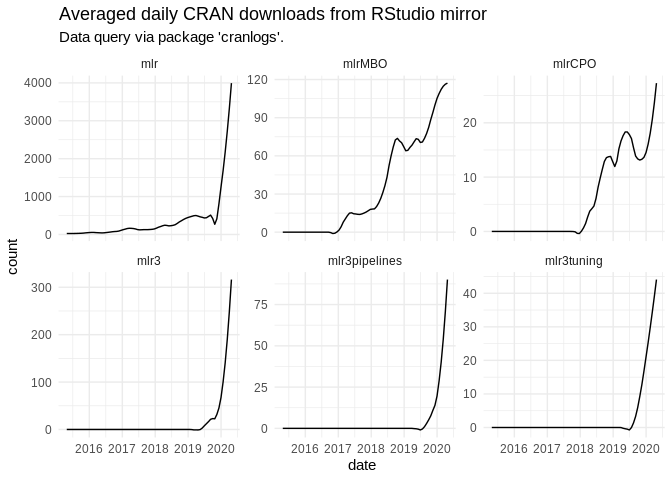 Averaged daily CRAN downloads from RStudio mirror
Data query via package 'cranlogs'.
mlr
mlrMBO
mlrCPO
4000
3000
2000
1000
0
120
90
60
30
0
20
10
0
count
mlr3
mlr3pipelines
mlr3tuning
300
200
100
0
75
50
25
0
40
30
20
10
0
2016 2017 2018 2019 2020
2016 2017 2018 2019 2020
2016 2017 2018 2019 2020
date